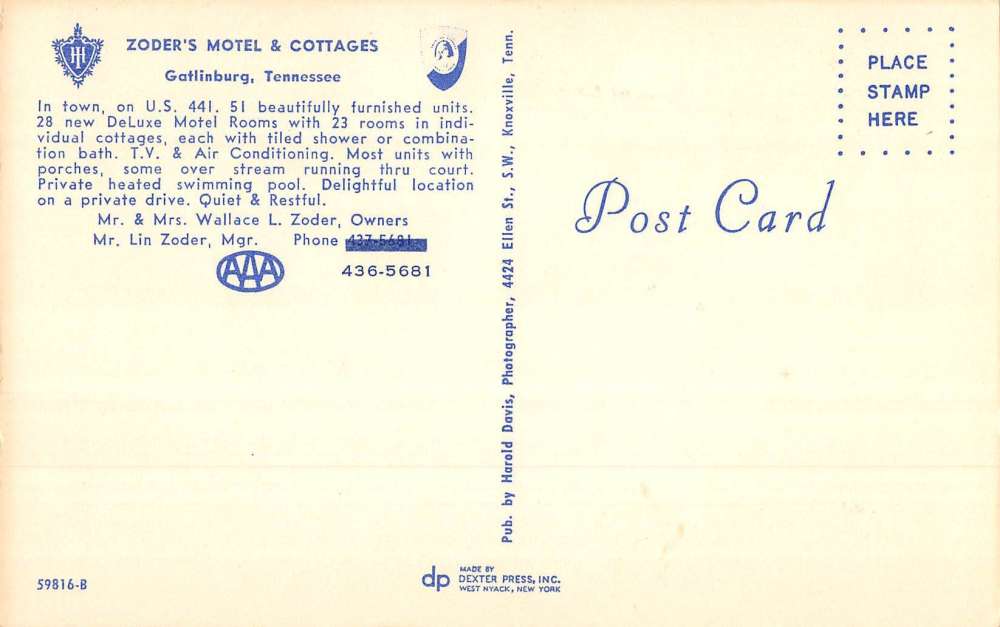 ZODER'S MOTEL & COTTAGES
Gatlinburg, Tennessee
In town, on U.S. 441. 51 beautifully furnished units.
28 new DeLuxe Motel Rooms with 23 rooms in indi-
vidual cottages, each with tiled shower or combina-
tion bath. T.V. & Air Conditioning. Most units with
porches, some over stream running thru court.
Private heated swimming pool. Delightful location
on a private drive. Quiet & Restful.
Mr. & Mrs. Wallace L. Zoder, Owners
Mr. Lin Zoder, Mgr. Phone 437-5681
AAA
436-5681
59816-B
Pub. by Harold Davis, Photographer, 4424 Ellen St., S.W., Knoxville, Tenn.
dp
MADE BY
DEXTER PRESS, INC.
WEST NYACK, NEW YORK
PLACE
STAMP
HERE
Post Card